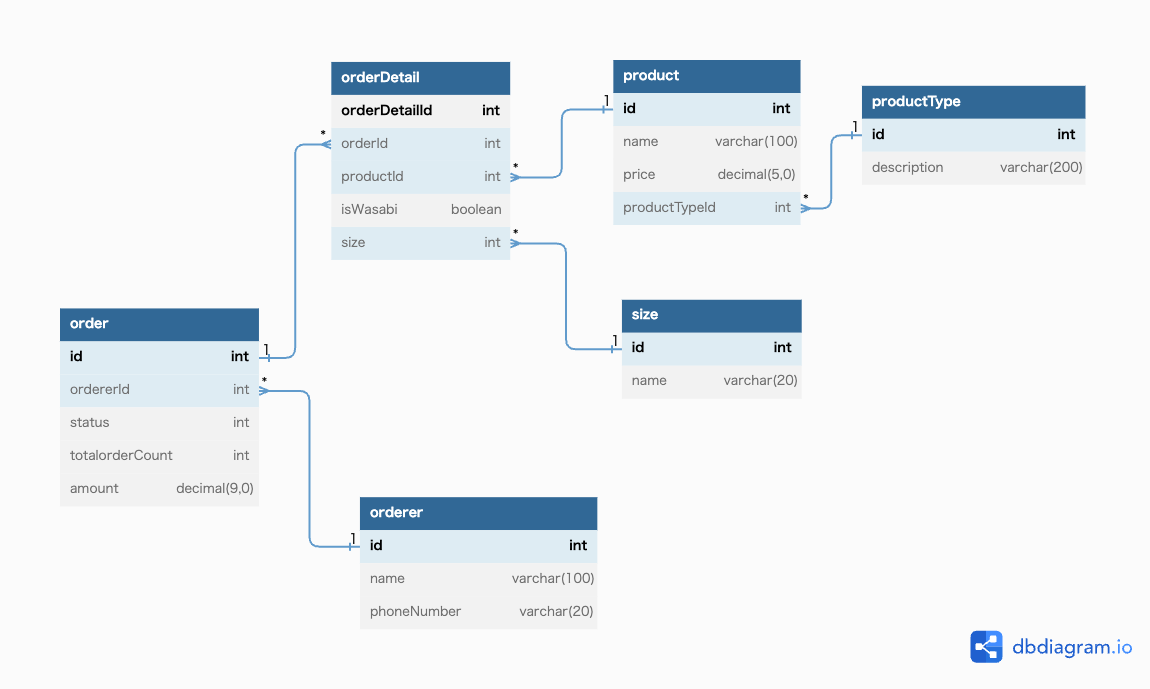 orderDetail
orderDetailId int
*
orderId int
productId int
*
isWasabi boolean
size int
*
product
1
id int
name varchar(100)
price decimal(5,0)
productTypeId int
*
productType
1
id int
description varchar(200)
size
1
id int
name varchar(20)
order
id int
1
ordererId int
*
status int
totalorderCount int
amount decimal(9,0)
orderer
1
id int
name varchar(100)
phoneNumber varchar(20)
dbdiagram.io